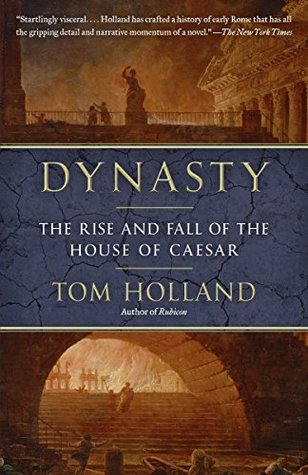 "Startlingly visceral. . . . Holland has crafted a history of early Rome that has all
the gripping detail and narrative momentum of a novel." —The New York Times
DYNASTY
THE RISE AND FALL OF THE
HOUSE OF CAESAR
TOM HOLLAND
Author of Rubicon